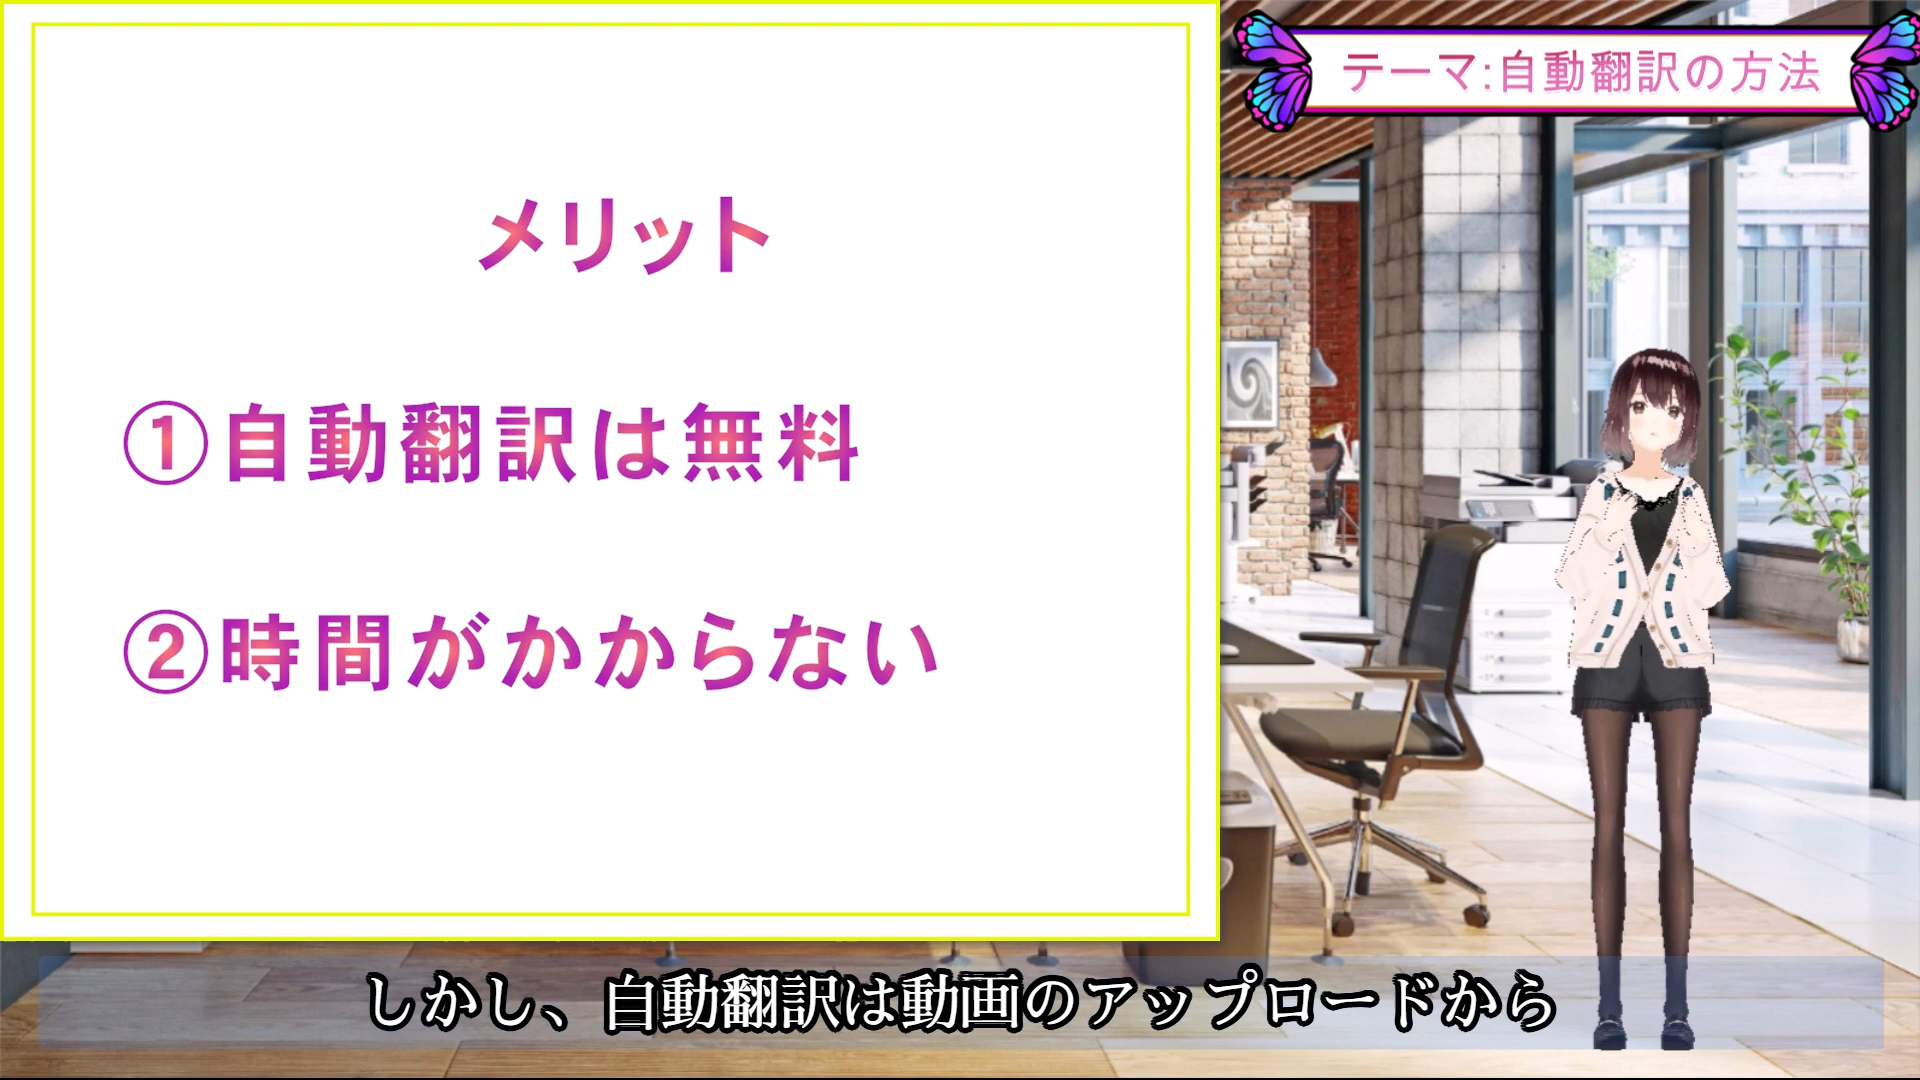 テーマ:自動翻訳の方法
メリット
①自動翻訳は無料
②時間がかからない
しかし、自動翻訳は動画のアップロードから